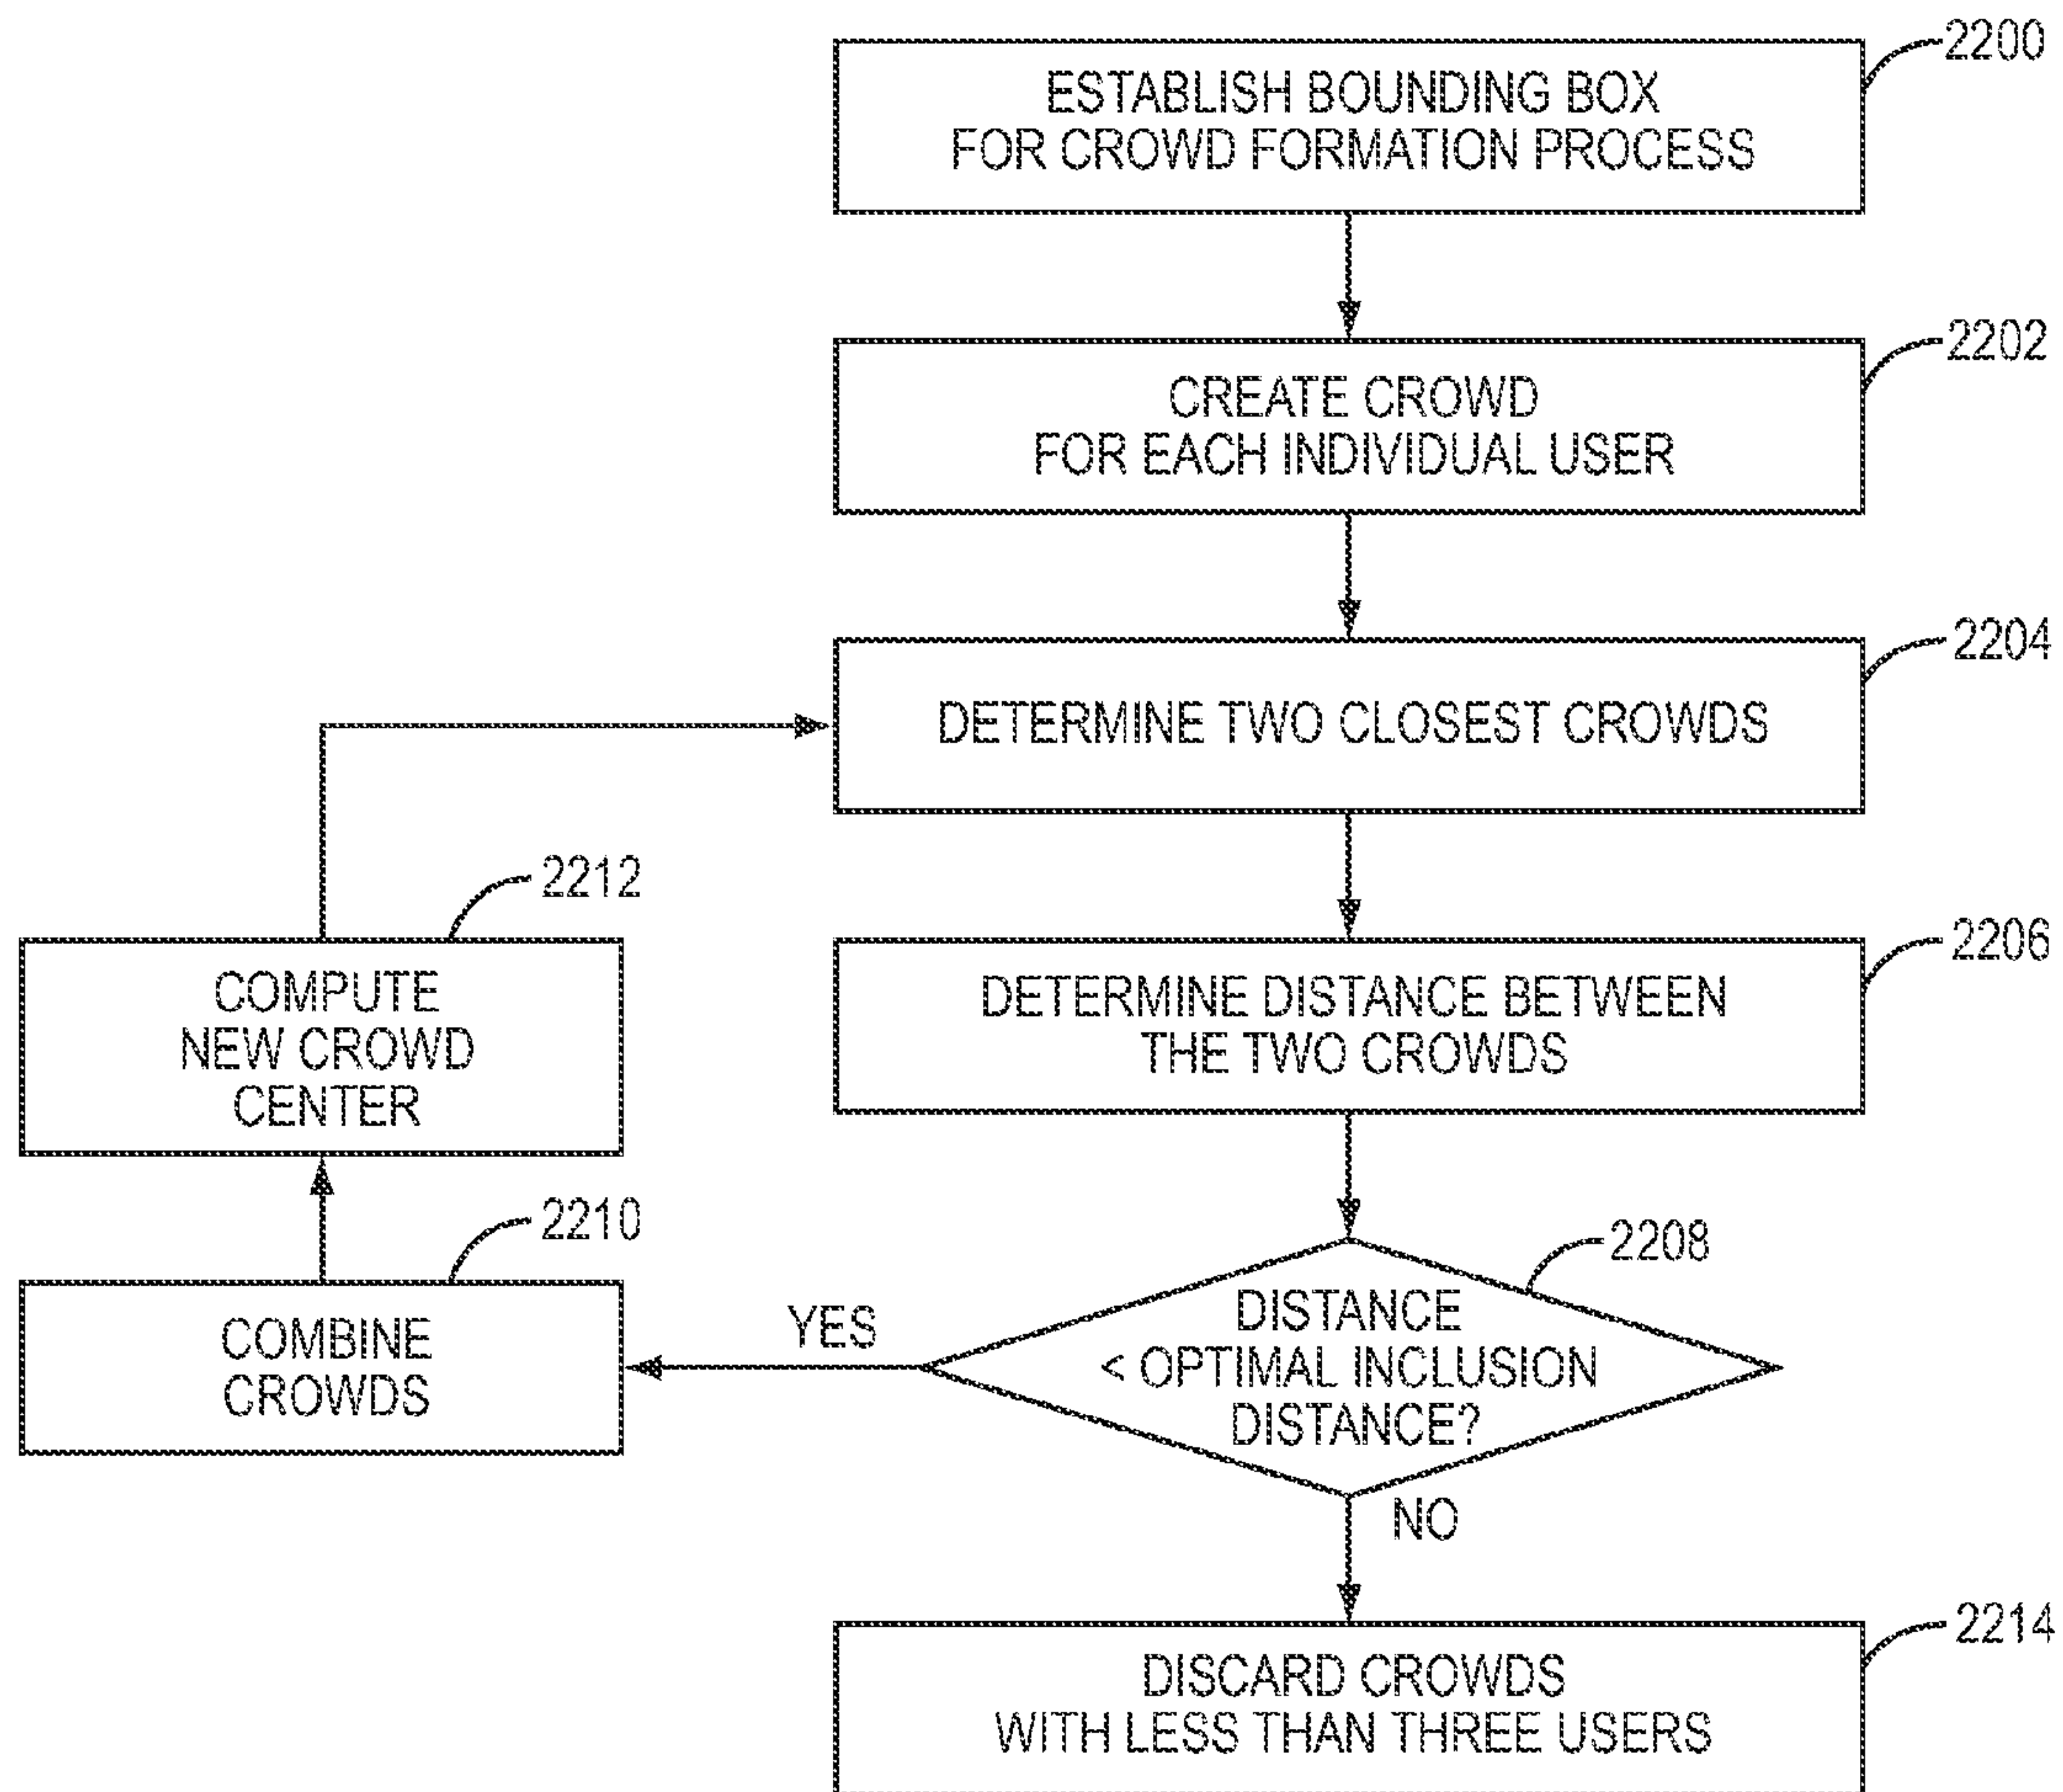 2200
ESTABLISH BOUNDING BOX
FOR CROWD FORMATION PROCESS
2202
CREATE CROWD
FOR EACH INDIVIDUAL USER
2204
DETERMINE TWO CLOSEST CROWDS
2206
DETERMINE DISTANCE BETWEEN
THE TWO CROWDS
2208
DISTANCE
< OPTIMAL INCLUSION
DISTANCE?
YES
2210
COMBINE
CROWDS
2212
COMPUTE
NEW CROWD
CENTER
NO
2214
DISCARD CROWDS
WITH LESS THAN THREE USERS